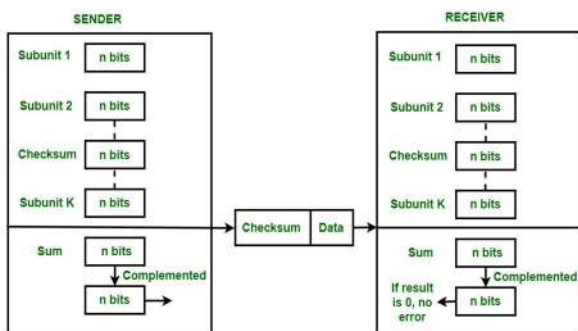 SENDER
Subunit 1 n bits
Subunit 2 n bits
Checksum n bits
Subunit K n bits
Sum n bits
Complemented
n bits
Checksum Data
RECEIVER
Subunit 1 n bits
Subunit 2 n bits
Checksum n bits
Subunit K n bits
Sum n bits
Complemented
If result
is 0, no
error
n bits